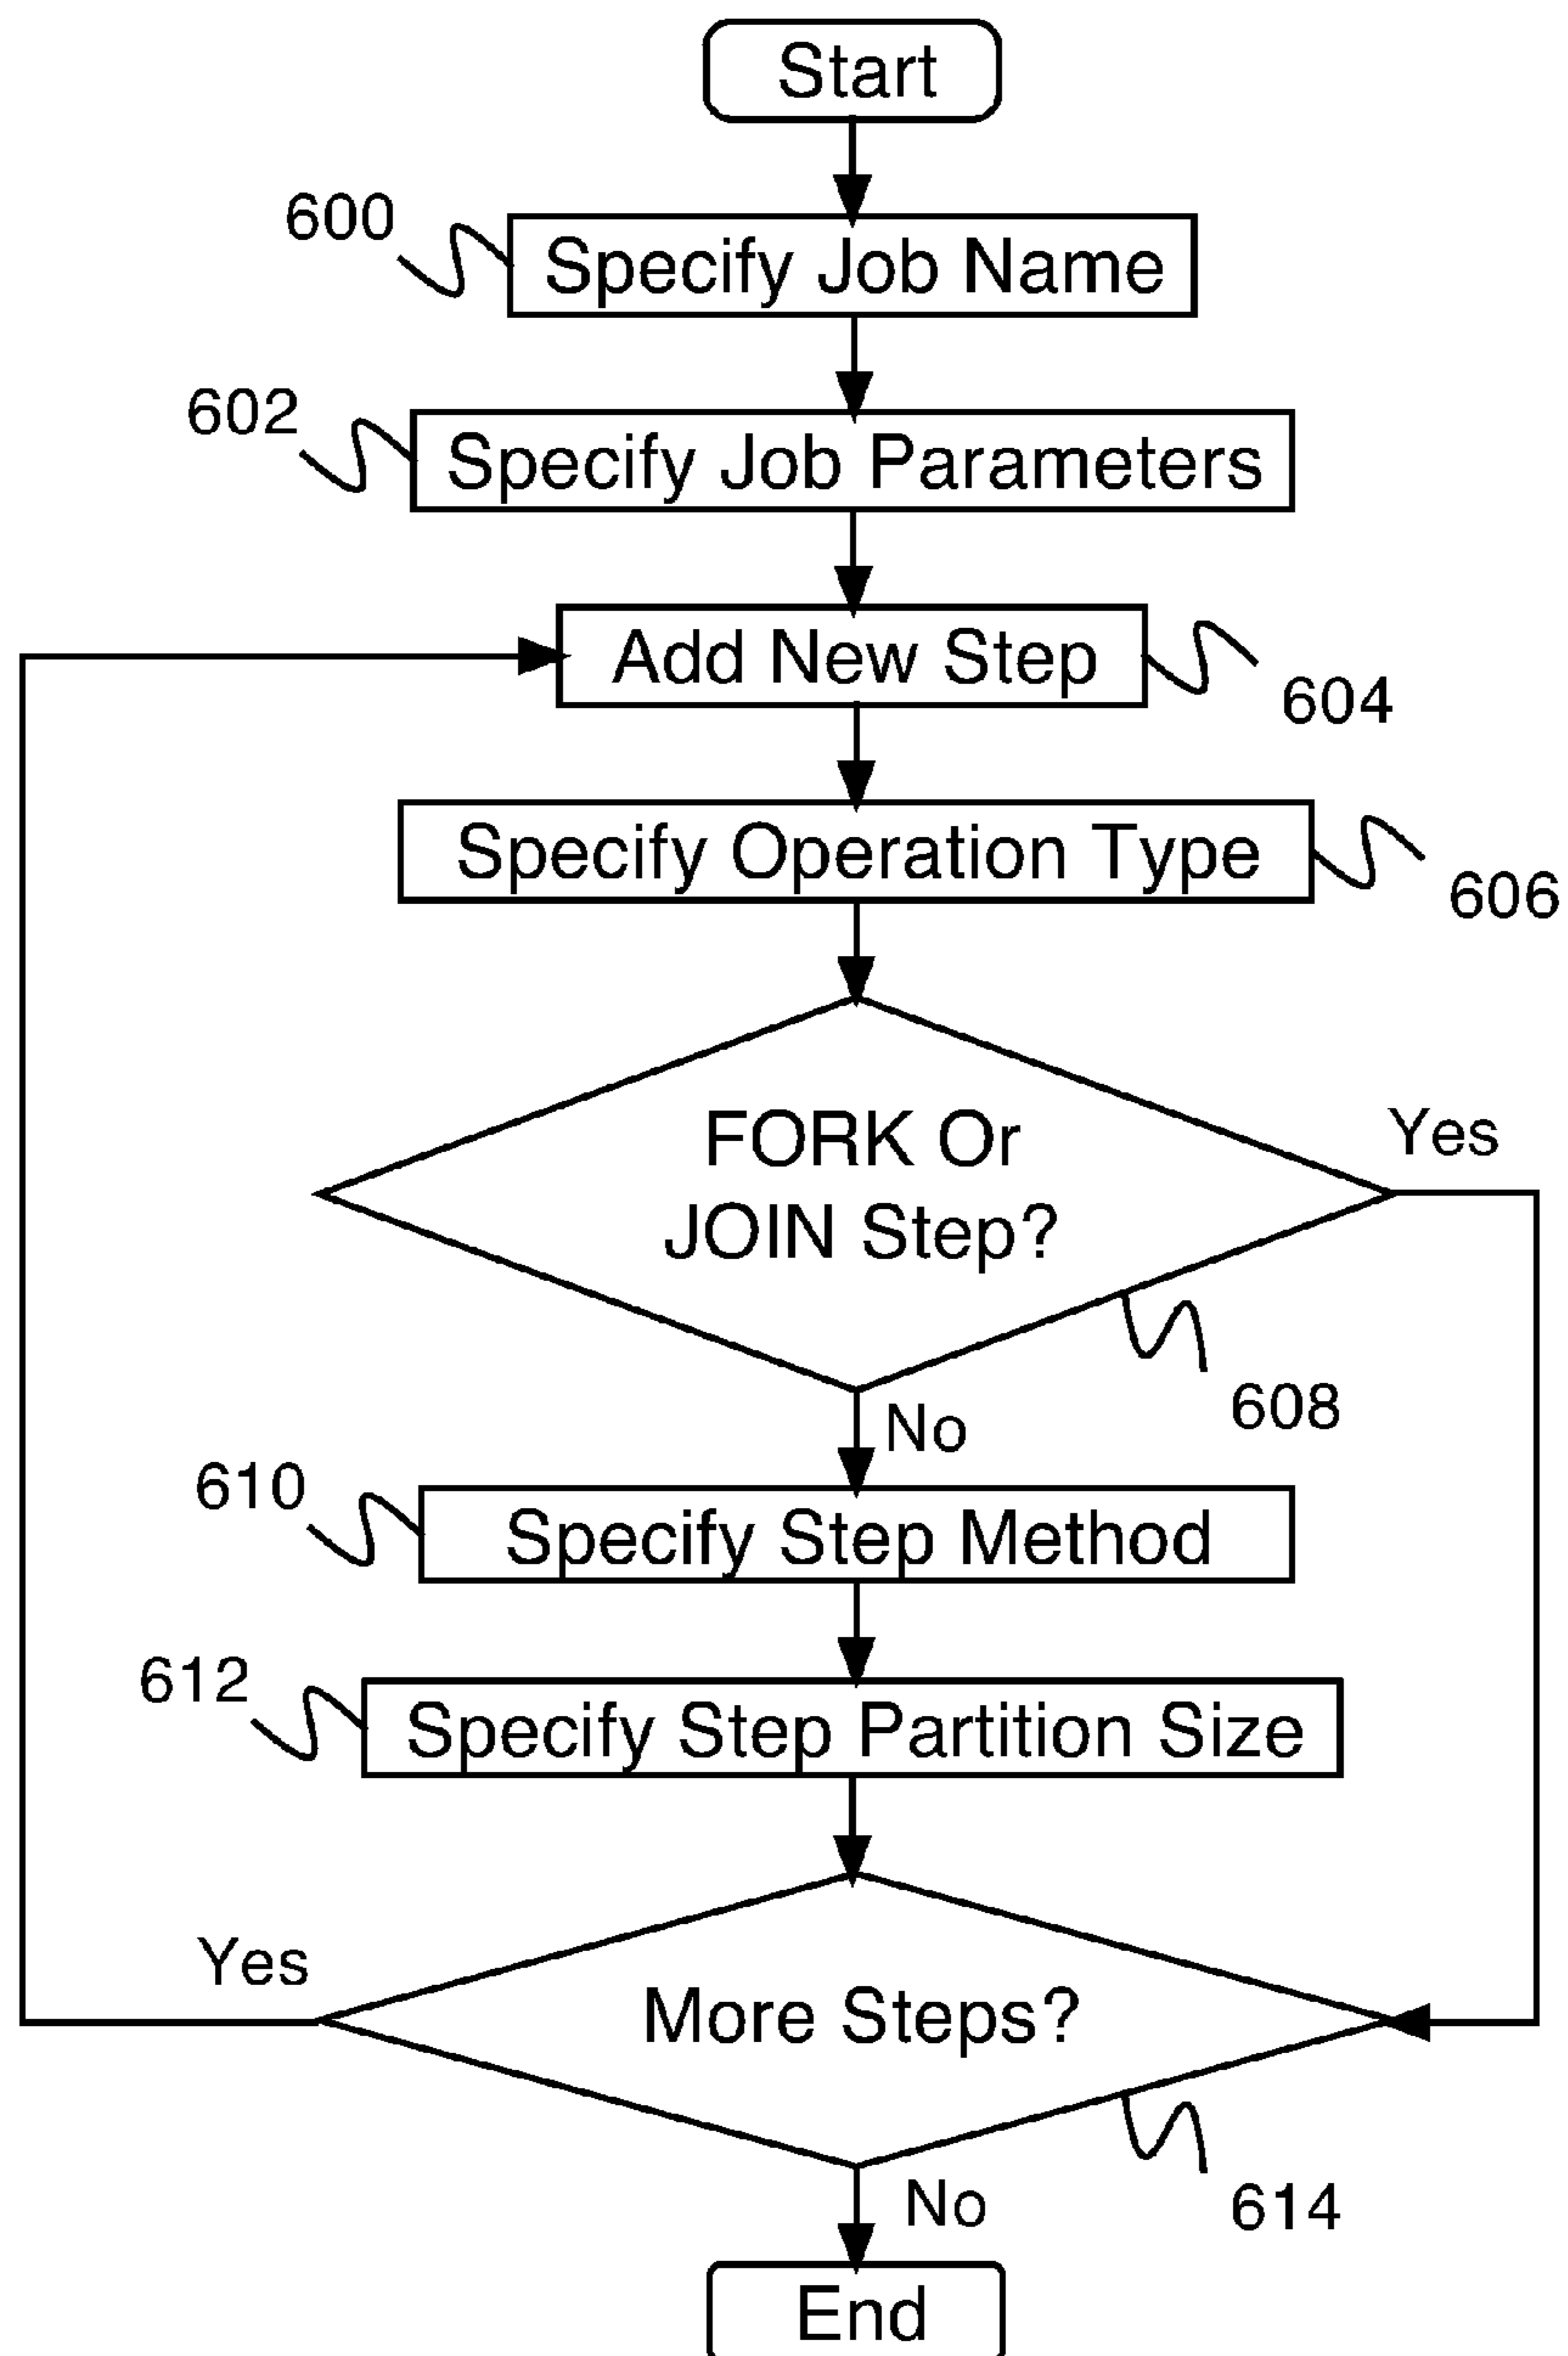 Start
600
Specify Job Name
602
Specify Job Parameters
Add New Step
604
Specify Operation Type
606
FORK Or
JOIN Step?
Yes
608
No
610
Specify Step Method
612
Specify Step Partition Size
Yes
More Steps?
614
No
End